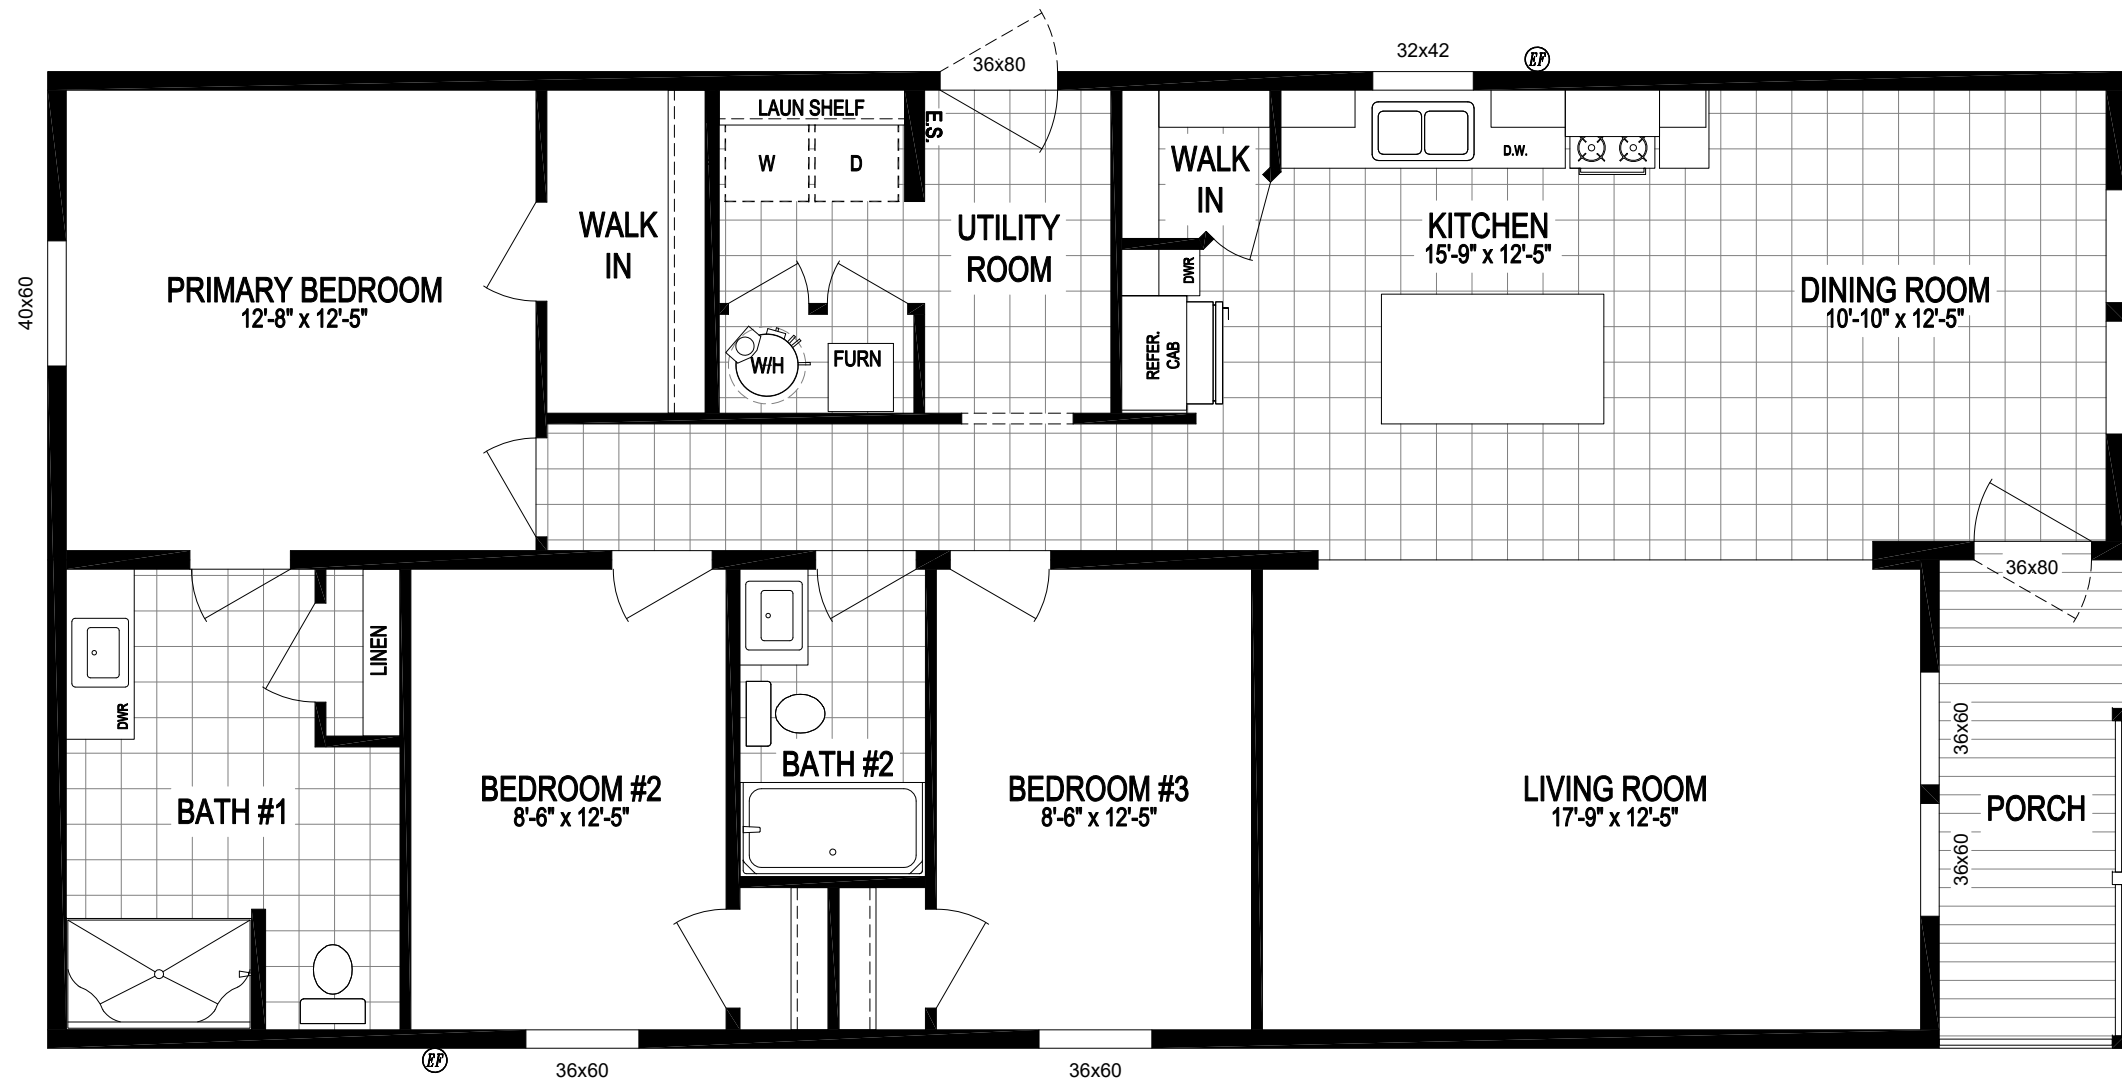 32x42
EF
36x80
LAUN SHELF
E.S.
W
D
D.W.
WALK
IN
WALK
IN
UTILITY
ROOM
KITCHEN
15'-9" x 12'-5"
DWR
PRIMARY BEDROOM
12'-8" x 12'-5"
DINING ROOM
10'-10" x 12'-5"
40x60
REFER.
CAB
W/H
FURN
36x80
LINEN
DWR
36x60
BATH #2
BEDROOM #2
8'-6" x 12'-5"
BEDROOM #3
8'-6" x 12'-5"
LIVING ROOM
17'-9" x 12'-5"
BATH #1
PORCH
36x60
EF
36x60
36x60